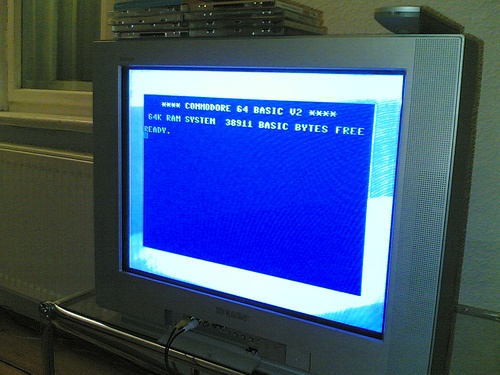 **** COMMODORE 64 BASIC V2 ****
64K RAM SYSTEM 38911 BASIC BYTES FREE
READY.